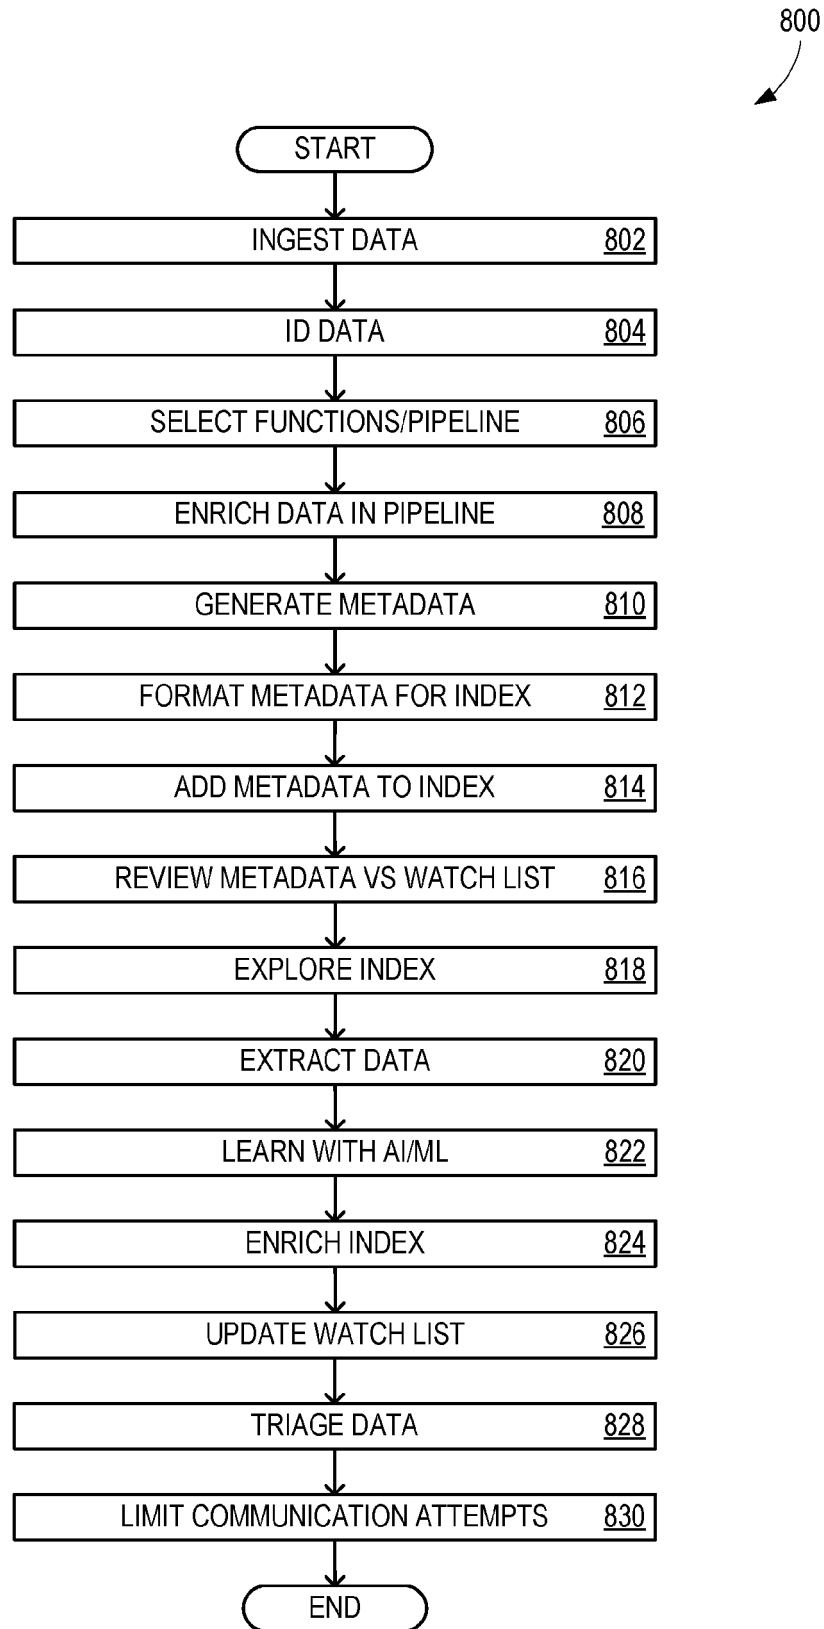 800
START
INGEST DATA 802
ID DATA 804
SELECT FUNCTIONS/PIPELINE 806
ENRICH DATA IN PIPELINE 808
GENERATE METADATA 810
FORMAT METADATA FOR INDEX 812
ADD METADATA TO INDEX 814
REVIEW METADATA VS WATCH LIST 816
EXPLORE INDEX 818
EXTRACT DATA 820
LEARN WITH AI/ML 822
ENRICH INDEX 824
UPDATE WATCH LIST 826
TRIAGE DATA 828
LIMIT COMMUNICATION ATTEMPTS 830
END